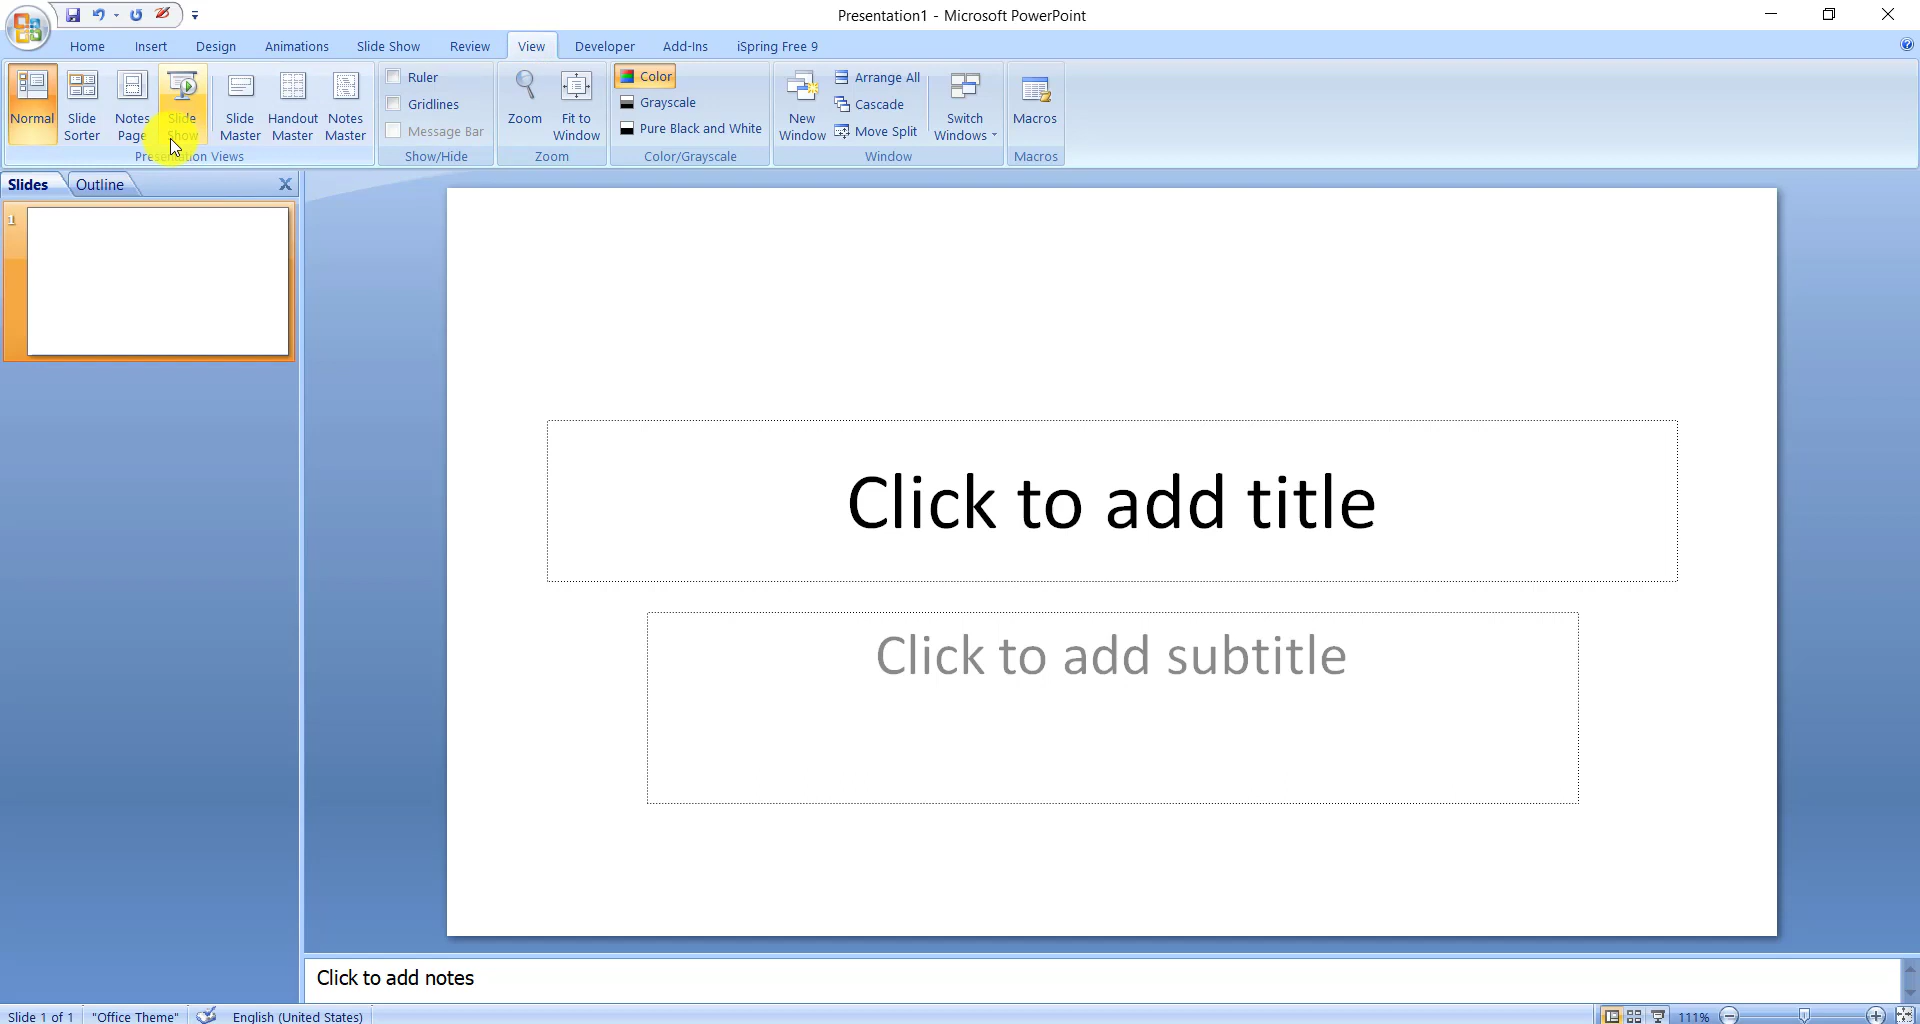 Presentation1 - Microsoft PowerPoint
Home Insert Design Animations Slide Show Review View Developer Add-Ins iSpring Free 9
Normal
Slide Sorter
Notes Page
Slide Show
Slide Master
Handout Master
Notes Master
Presentation Views
Ruler
Gridlines
Message Bar
Show/Hide
Zoom
Fit to Window
Zoom
Color
Grayscale
Pure Black and White
Color/Grayscale
New Window
Arrange All
Cascade
Move Split
Switch Windows
Window
Macros
Macros
Slides Outline
1
Click to add title
Click to add subtitle
Click to add notes
Slide 1 of 1 "Office Theme" English (United States) 111%